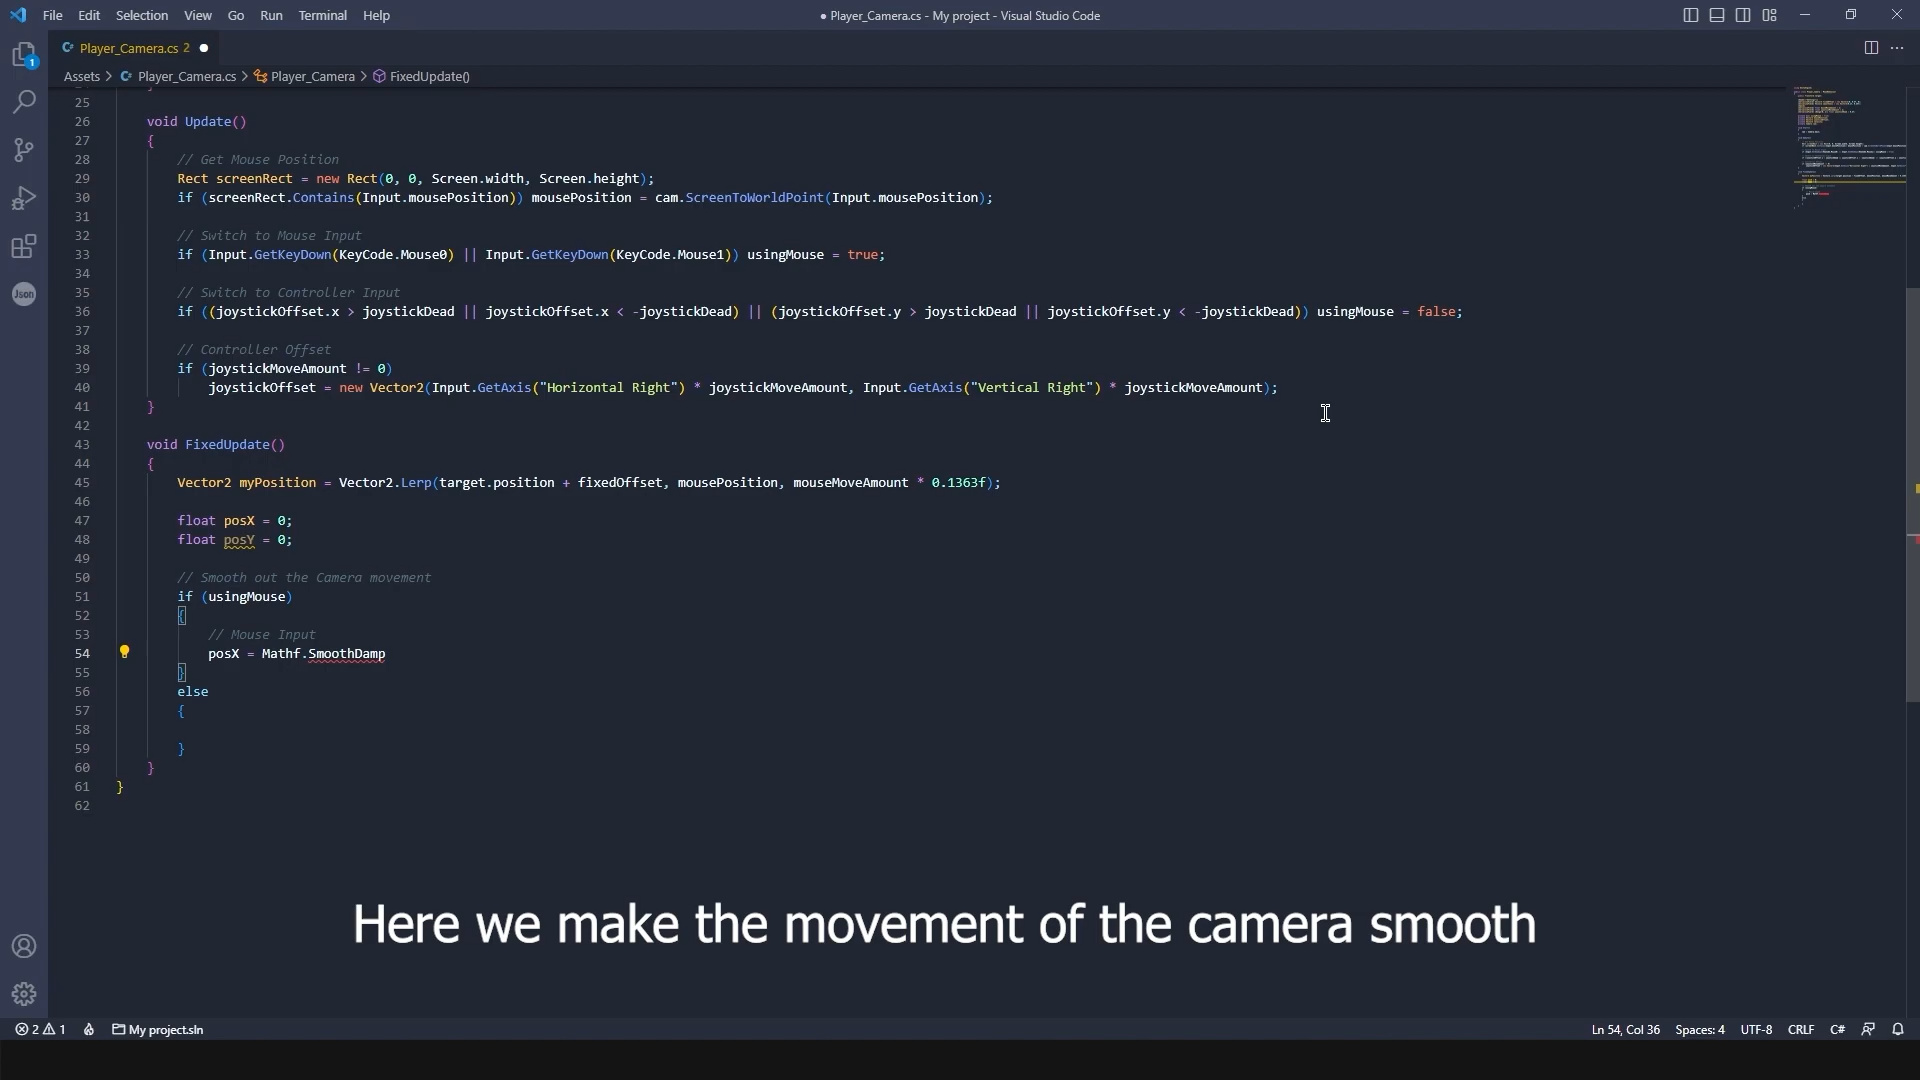 File Edit Selection View Go Run Terminal Help
● Player_Camera.cs - My project - Visual Studio Code
Player_Camera.cs 2
Assets > Player_Camera.cs > Player_Camera > FixedUpdate()
1
Json
25
26 void Update()
27 {
28 // Get Mouse Position
29 Rect screenRect = new Rect(0, 0, Screen.width, Screen.height);
30 if (screenRect.Contains(Input.mousePosition)) mousePosition = cam.ScreenToWorldPoint(Input.mousePosition);
31
32 // Switch to Mouse Input
33 if (Input.GetKeyDown(KeyCode.Mouse0) || Input.GetKeyDown(KeyCode.Mouse1)) usingMouse = true;
34
35 // Switch to Controller Input
36 if ((joystickOffset.x > joystickDead || joystickOffset.x < -joystickDead) || (joystickOffset.y > joystickDead || joystickOffset.y < -joystickDead)) usingMouse = false;
37
38 // Controller Offset
39 if (joystickMoveAmount != 0)
40 joystickOffset = new Vector2(Input.GetAxis("Horizontal Right") * joystickMoveAmount, Input.GetAxis("Vertical Right") * joystickMoveAmount);
41 }
42
43 void FixedUpdate()
44 {
45 Vector2 myPosition = Vector2.Lerp(target.position + fixedOffset, mousePosition, mouseMoveAmount * 0.1363f);
46
47 float posX = 0;
48 float posY = 0;
49
50 // Smooth out the Camera movement
51 if (usingMouse)
52 {
53 // Mouse Input
54 posX = Mathf.SmoothDamp
55 }
56 else
57 {
58
59 }
60 }
61 }
62
Here we make the movement of the camera smooth
2 1 My project.sln
Ln 54, Col 36 Spaces: 4 UTF-8 CRLF C#